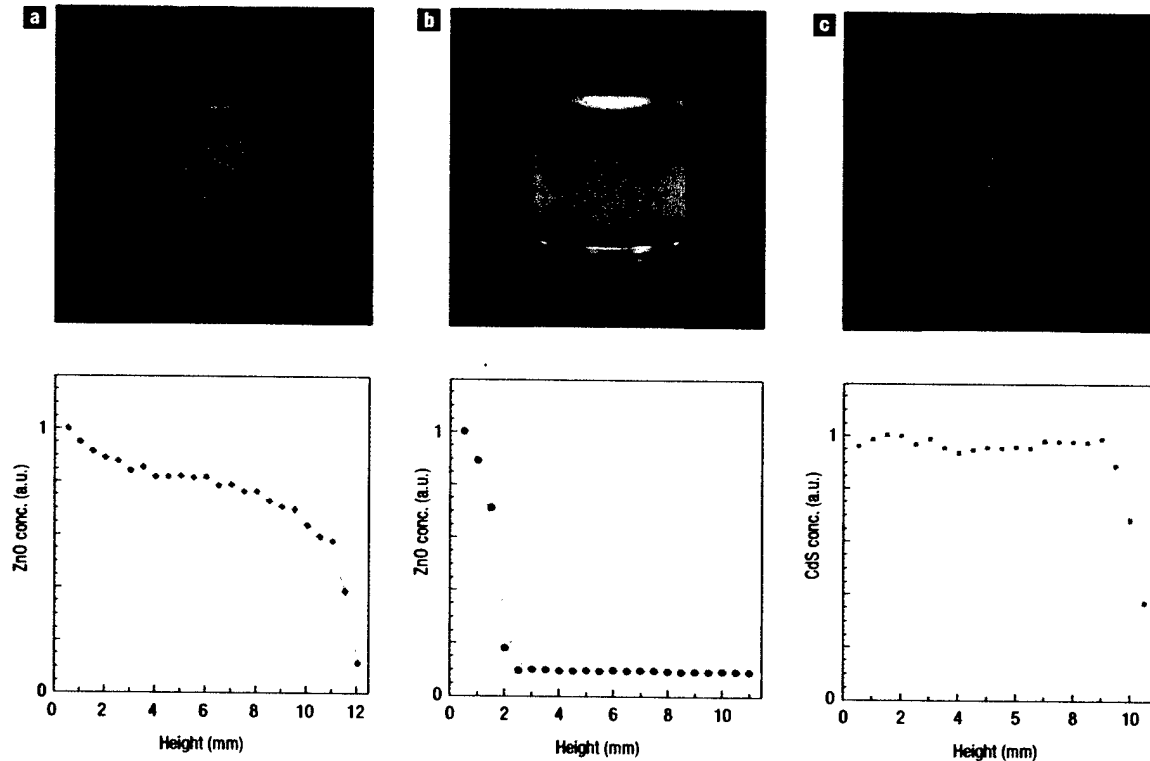 a
b
c
1
ZnO conc. (a.u.)
0
0 2 4 6 8 10 12
Height (mm)
1
ZnO conc. (a.u.)
0
0 2 4 6 8 10
Height (mm)
1
CdS conc. (a.u.)
0
0 2 5 5 8 10
Height (mm)